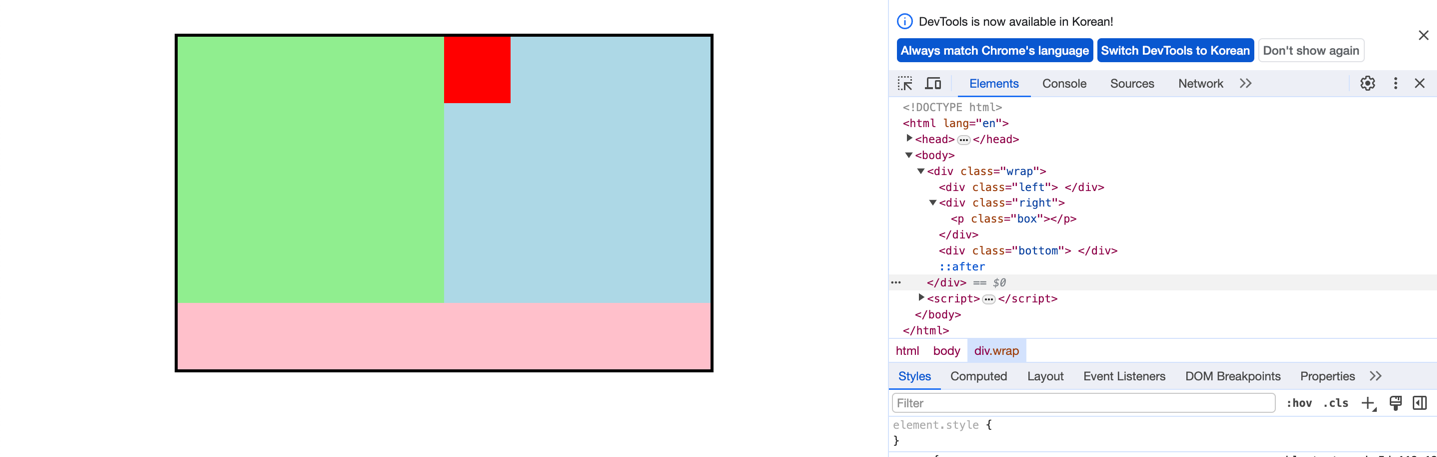 DevTools is now available in Korean!
Always match Chrome's language Switch DevTools to Korean Don't show again
Elements Console Sources Network
<!DOCTYPE html>
<html lang="en">
<head> ••• </head>
<body>
<div class="wrap">
<div class="left"> </div>
<div class="right">
<p class="box"></p>
</div>
<div class="bottom"> </div>
::after
</div> == $0
<script> ••• </script>
</body>
</html>
html body div.wrap
Styles Computed Layout Event Listeners DOM Breakpoints Properties
Filter :hov .cls
element.style {
}